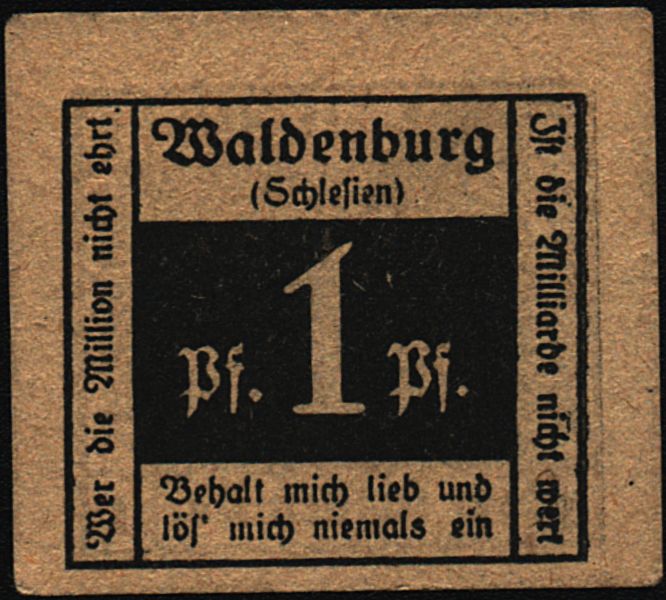 Waldenburg
(Schlesien)
Pf. 1 Pf.
Behalt mich lieb und
lös' mich niemals ein
Wer die Million nicht ehrt.
Ist die Milliarde nicht wert